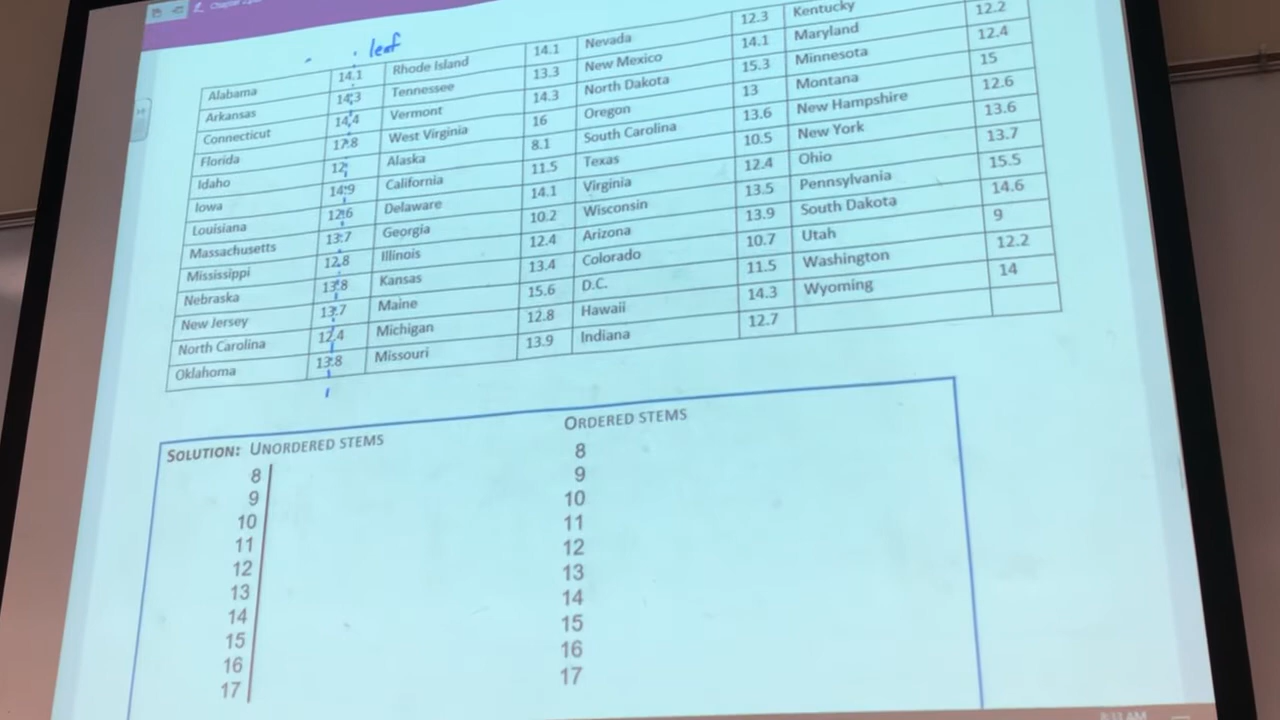 Chapter
leaf
Alabama 14.1 Rhode Island 14.1 Nevada 12.3 Kentucky
Arkansas 14.3 Tennessee 13.3 New Mexico 14.1 Maryland 12.2
Connecticut 14.4 Vermont 14.3 North Dakota 15.3 Minnesota 12.4
Florida 17.8 West Virginia 16 Oregon 13 Montana 15
Idaho 12 Alaska 8.1 South Carolina 13.6 New Hampshire 12.6
Iowa 14.9 California 11.5 Texas 10.5 New York 13.6
Louisiana 12.6 Delaware 14.1 Virginia 12.4 Ohio 13.7
Massachusetts 13.7 Georgia 10.2 Wisconsin 13.5 Pennsylvania 15.5
Mississippi 12.8 Illinois 12.4 Arizona 13.9 South Dakota 14.6
Nebraska 13.8 Kansas 13.4 Colorado 10.7 Utah 9
New Jersey 13.7 Maine 15.6 D.C. 11.5 Washington 12.2
North Carolina 12.4 Michigan 12.8 Hawaii 14.3 Wyoming 14
Oklahoma 13.8 Missouri 13.9 Indiana 12.7
SOLUTION: UNORDERED STEMS ORDERED STEMS
8 8
9 9
10 10
11 11
12 12
13 13
14 14
15 15
16 16
17 17